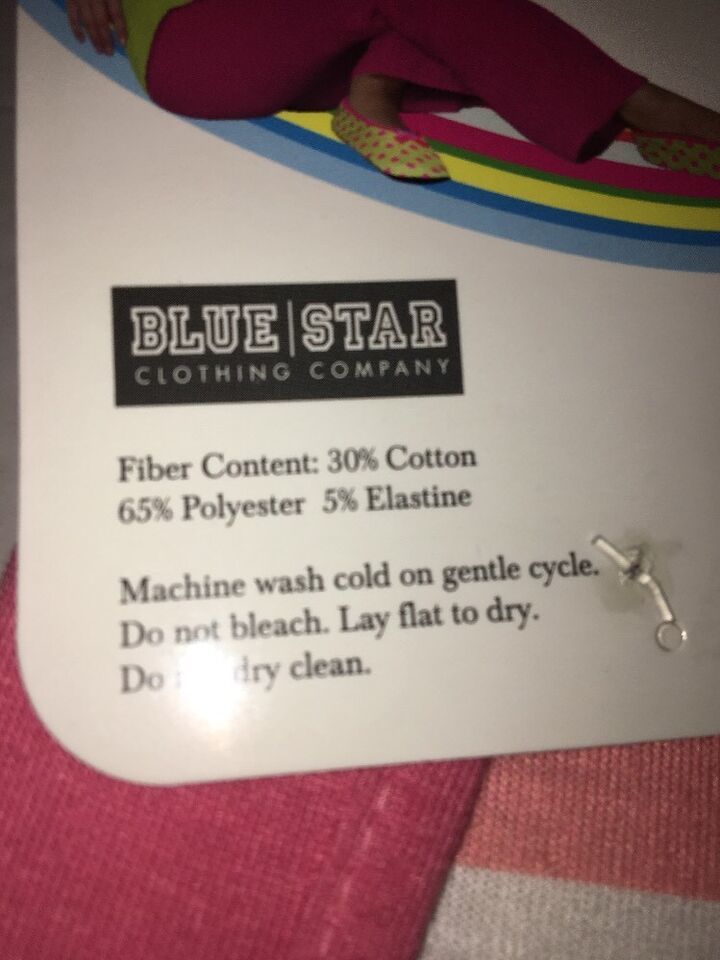 BLUE|STAR
CLOTHING COMPANY
Fiber Content: 30% Cotton
65% Polyester 5% Elastine
Machine wash cold on gentle cycle.
Do not bleach. Lay flat to dry.
Do dry clean.